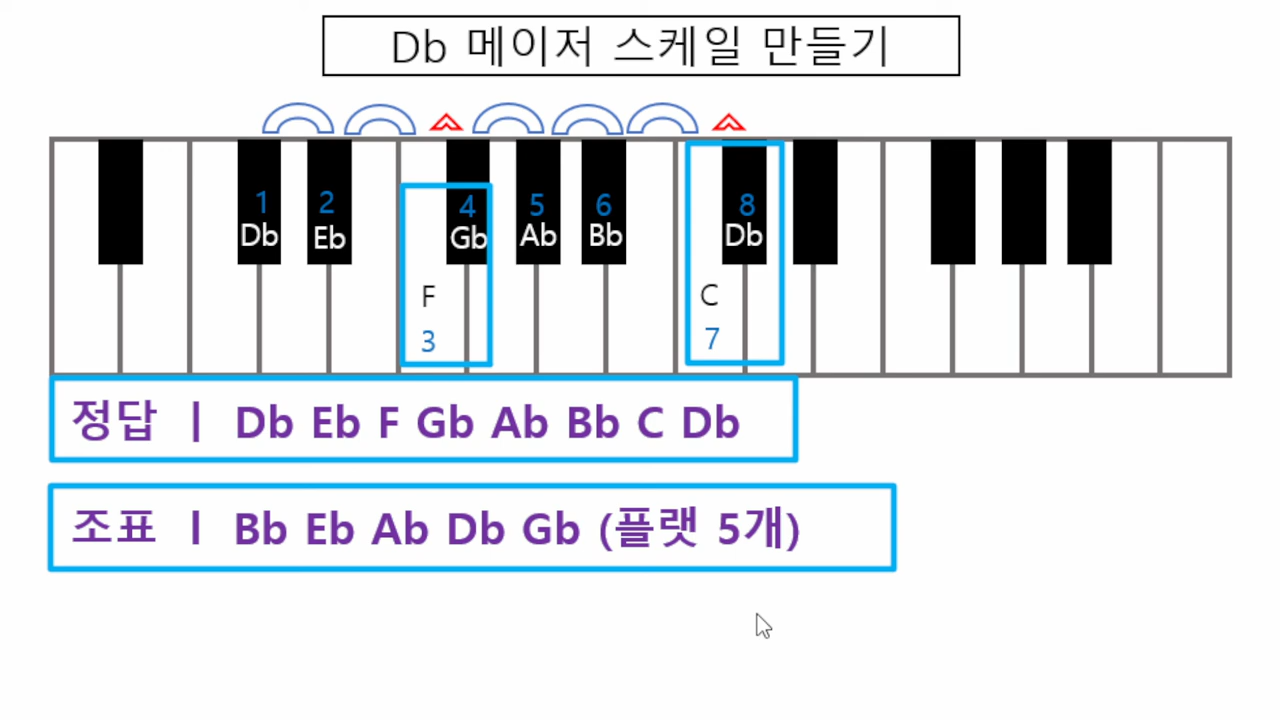 Db 메이저 스케일 만들기
1 2 4 5 6 8
Db Eb Gb Ab Bb Db
F C
3 7
정답 | Db Eb F Gb Ab Bb C Db
조표 | Bb Eb Ab Db Gb (플랫 5개)